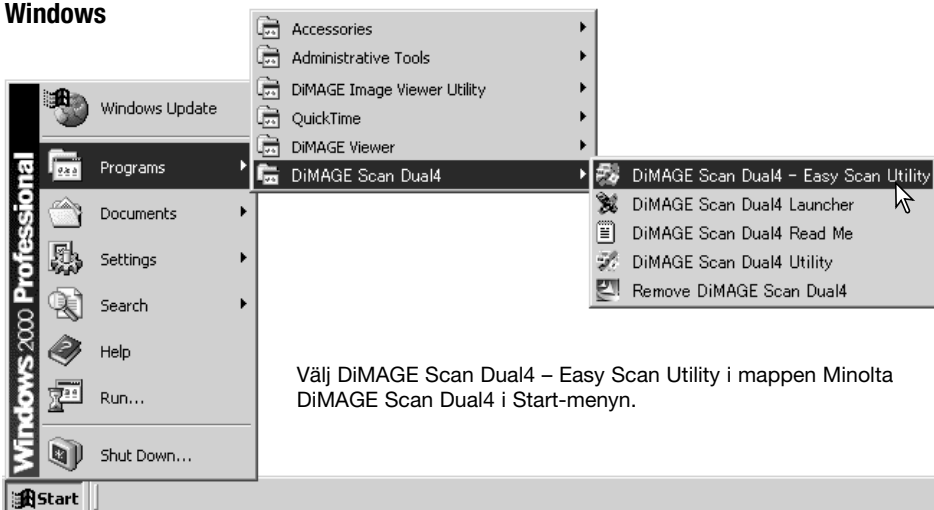 Windows
Accessories
Administrative Tools
DiMAGE Image Viewer Utility
QuickTime
DiMAGE Viewer
DiMAGE Scan Dual4
DiMAGE Scan Dual4 - Easy Scan Utility
DiMAGE Scan Dual4 Launcher
DiMAGE Scan Dual4 Read Me
DiMAGE Scan Dual4 Utility
Remove DiMAGE Scan Dual4
Windows 2000 Professional
Windows Update
Programs
Documents
Settings
Search
Help
Run...
Shut Down...
Start
Välj DiMAGE Scan Dual4 – Easy Scan Utility i mappen Minolta
DiMAGE Scan Dual4 i Start-menyn.